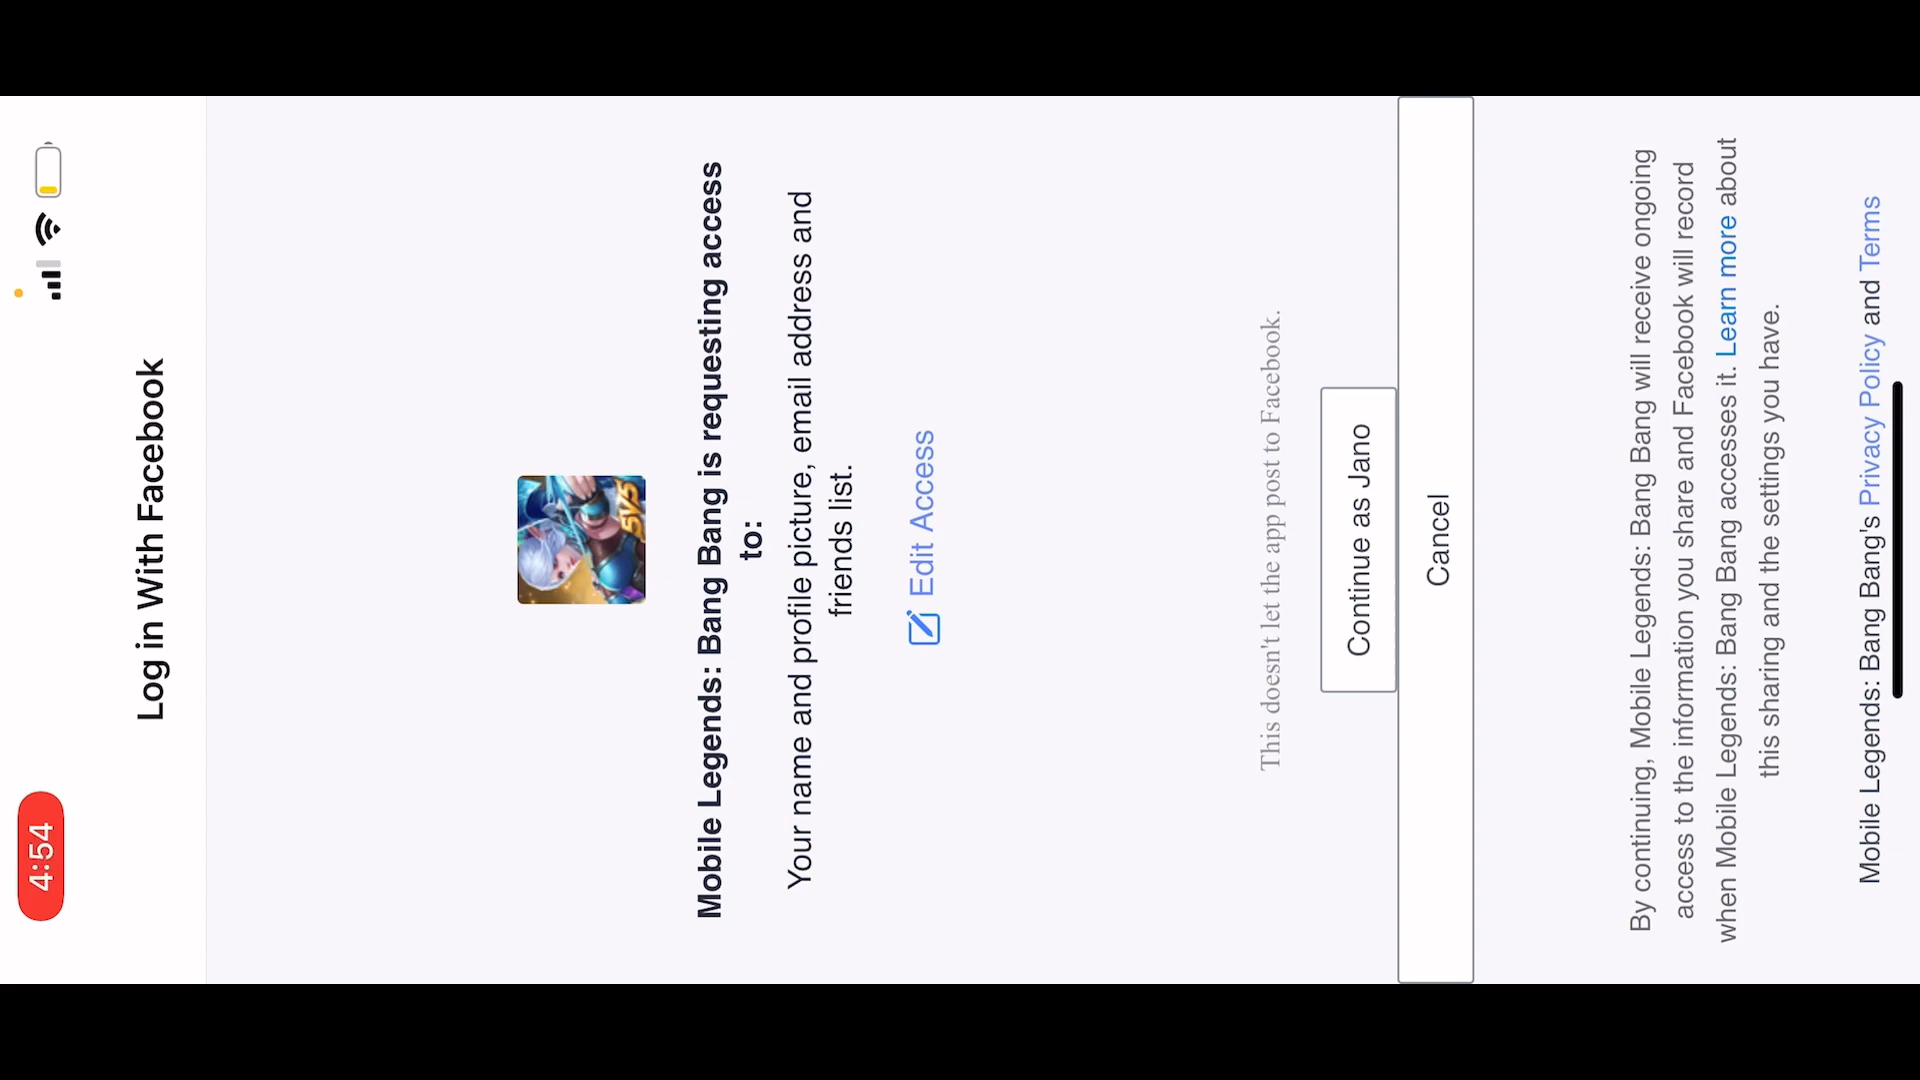 4:54
Log in With Facebook
5V5
Mobile Legends: Bang Bang is requesting access
to:
Your name and profile picture, email address and
friends list.
Edit Access
This doesn't let the app post to Facebook.
Continue as Jano
Cancel
By continuing, Mobile Legends: Bang Bang will receive ongoing
access to the information you share and Facebook will record
when Mobile Legends: Bang Bang accesses it. Learn more about
this sharing and the settings you have.
Mobile Legends: Bang Bang's Privacy Policy and Terms